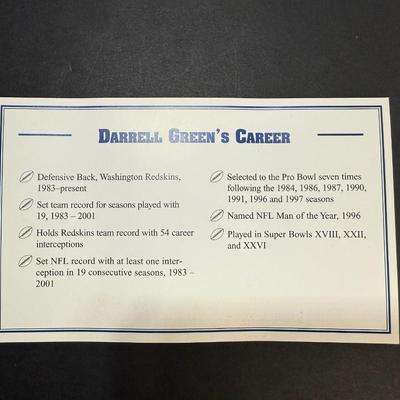 DARRELL GREEN'S CAREER
Defensive Back, Washington Redskins,
1983–present
Set team record for seasons played with
19, 1983 – 2001
Holds Redskins team record with 54 career
interceptions
Set NFL record with at least one inter-
ception in 19 consecutive seasons, 1983 –
2001
Selected to the Pro Bowl seven times
following the 1984, 1986, 1987, 1990,
1991, 1996 and 1997 seasons
Named NFL Man of the Year, 1996
Played in Super Bowls XVIII, XXII,
and XXVI